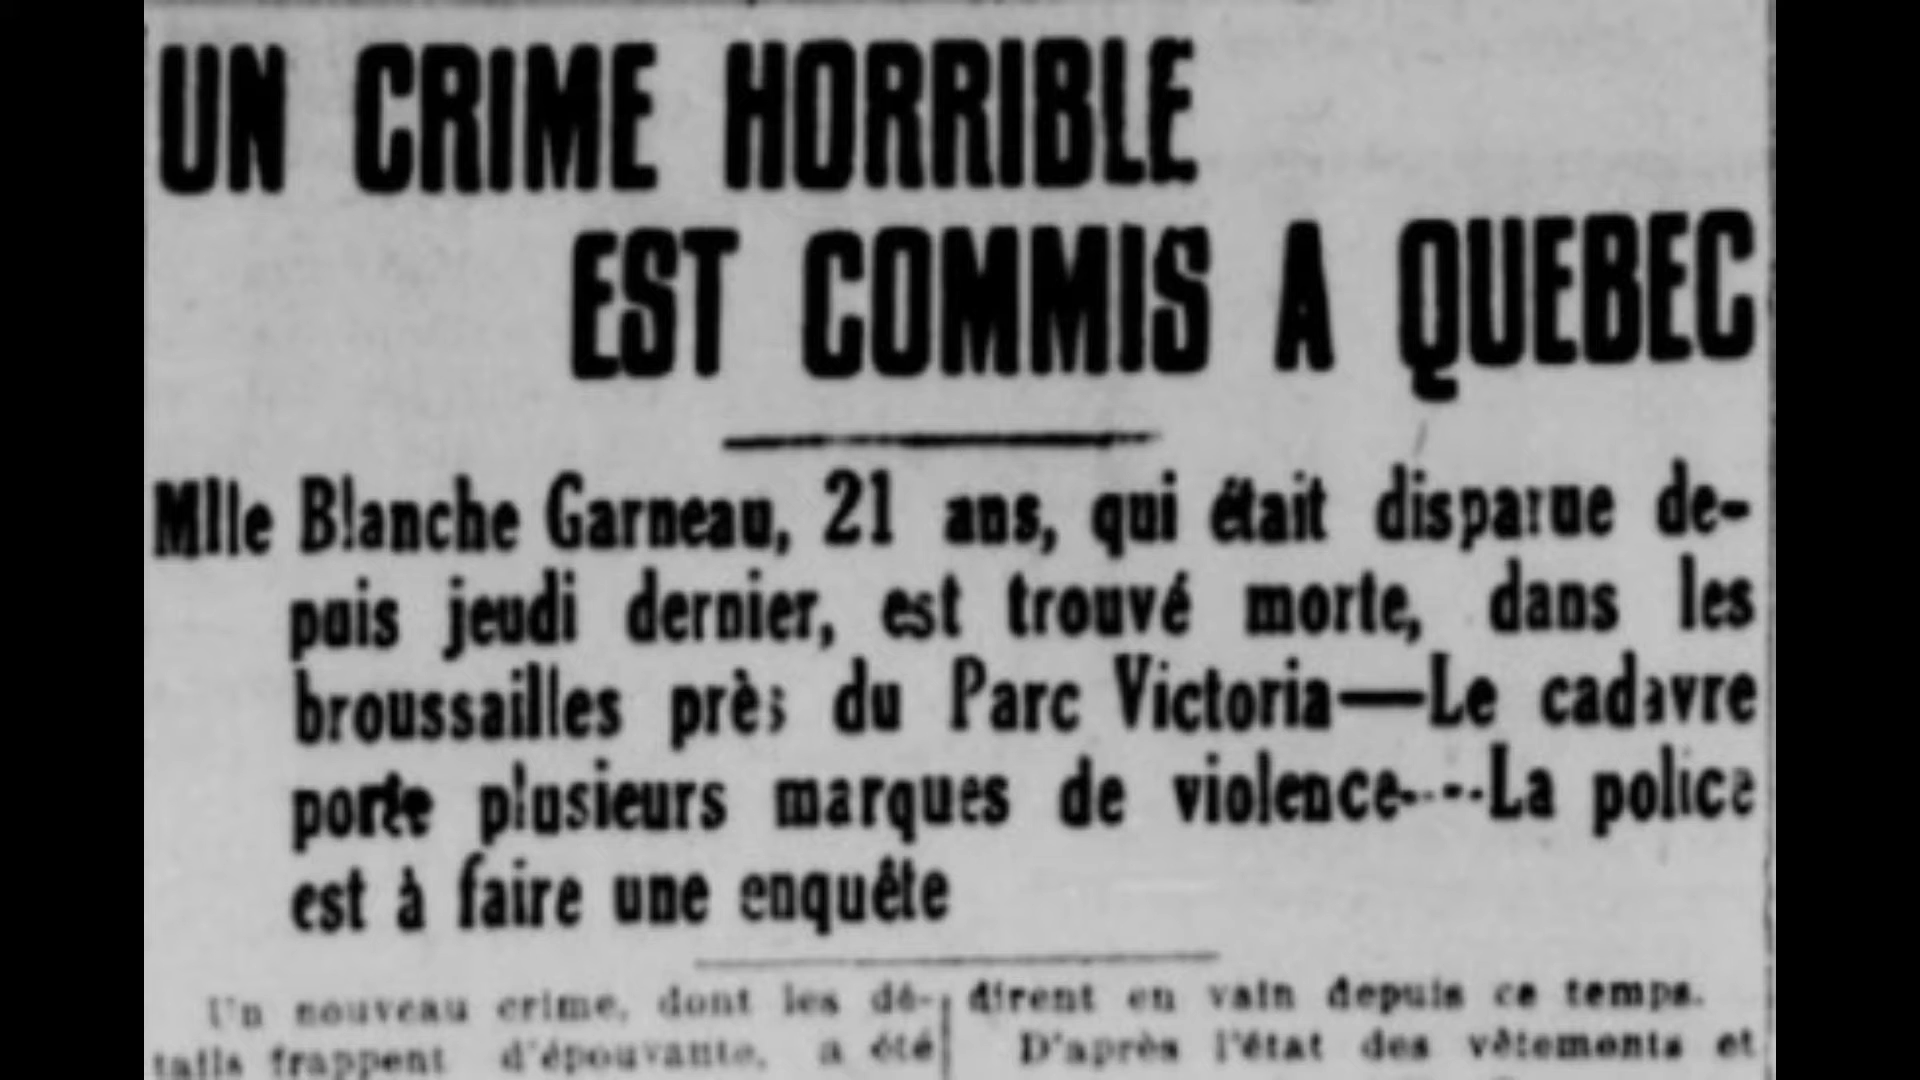 UN CRIME HORRIBLE
EST COMMIS A QUEBEC
Mlle Blanche Garneau, 21 ans, qui était disparue de-
puis jeudi dernier, est trouvé morte, dans les
broussailles près du Parc Victoria—Le cadavre
porte plusieurs marques de violence----La police
est à faire une enquête
Un nouveau crime, dont les dé-
tails frappent d'épouvante, a été
dirent en vain depuis ce temps.
D'après l'état des vêtements et